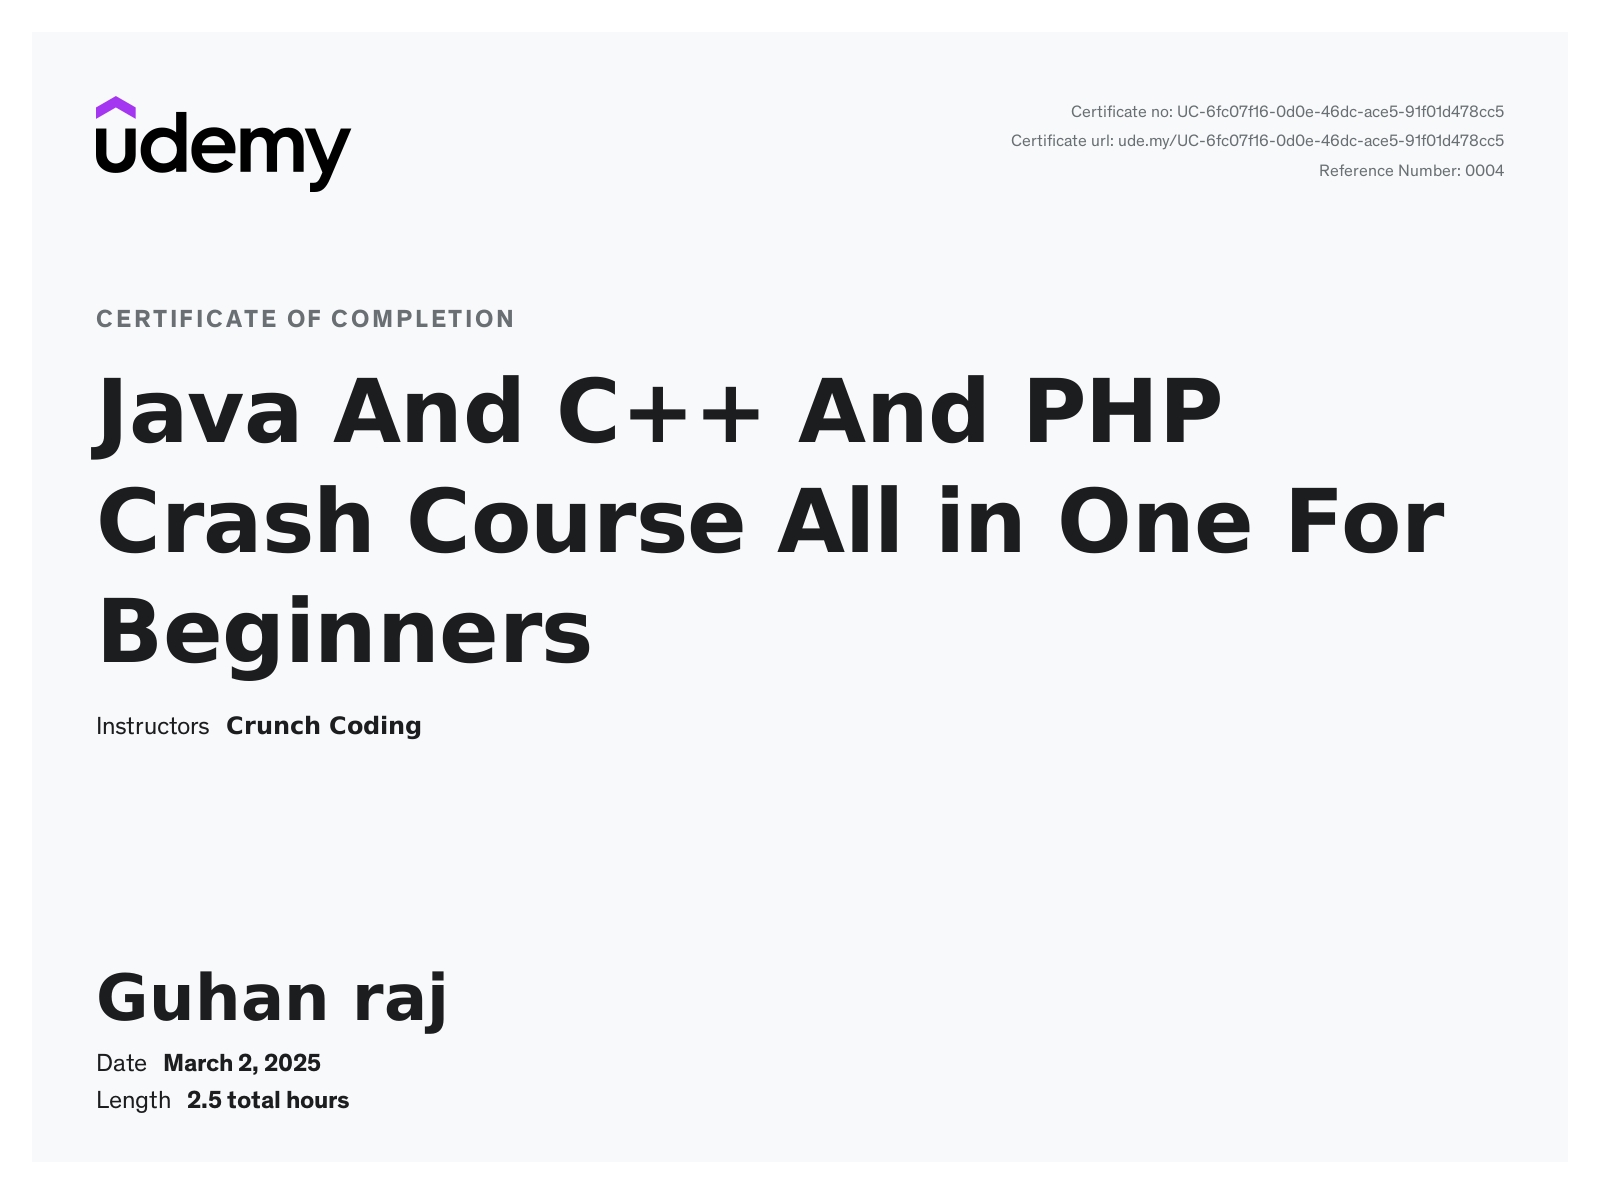 udemy
Certificate no: UC-6fc07f16-0d0e-46dc-ace5-91f01d478cc5
Certificate url: ude.my/UC-6fc07f16-0d0e-46dc-ace5-91f01d478cc5
Reference Number: 0004
CERTIFICATE OF COMPLETION
Java And C++ And PHP
Crash Course All in One For
Beginners
Instructors Crunch Coding
Guhan raj
Date March 2, 2025
Length 2.5 total hours